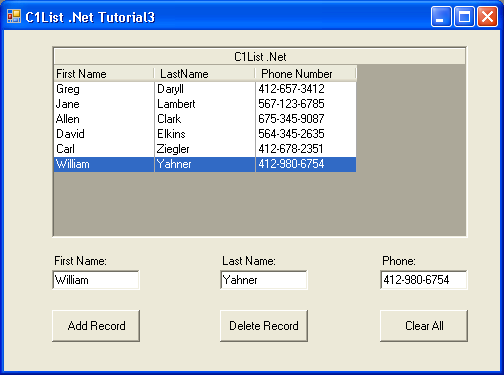 C1List .Net Tutorial3
C1List .Net
First Name LastName Phone Number
Greg Daryll 412-657-3412
Jane Lambert 567-123-6785
Allen Clark 675-345-9087
David Elkins 564-345-2635
Carl Ziegler 412-678-2351
William Yahner 412-980-6754
First Name: Last Name: Phone:
William Yahner 412-980-6754
Add Record Delete Record Clear All